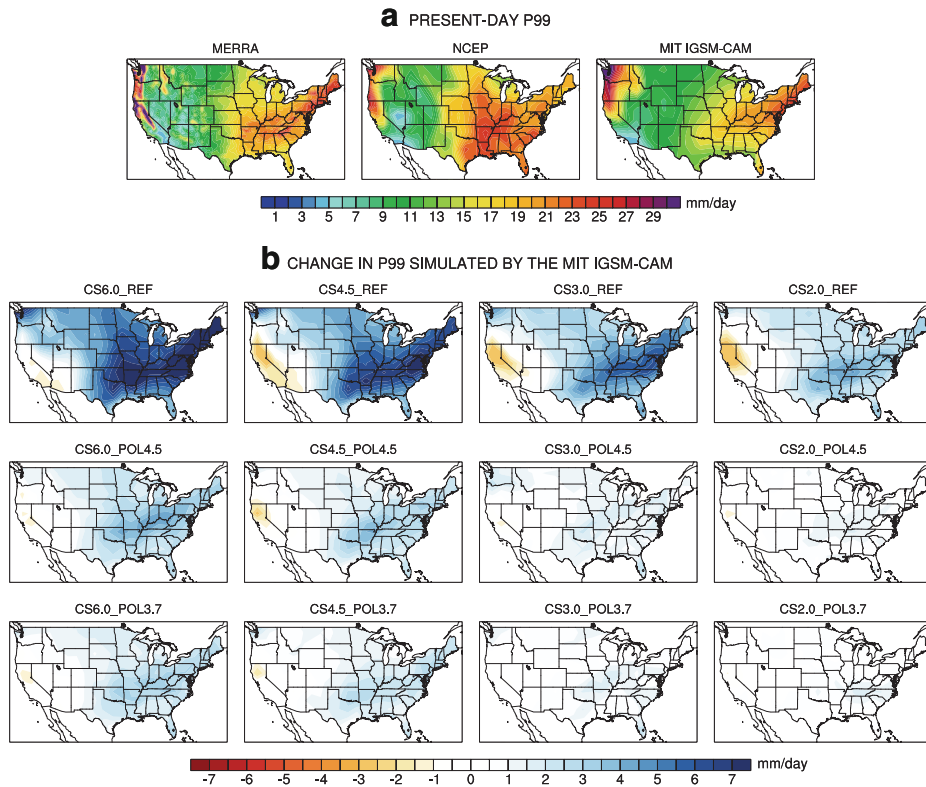 a PRESENT-DAY P99
MERRA NCEP MIT IGSM-CAM
1 3 5 7 9 11 13 15 17 19 21 23 25 27 29 mm/day
b CHANGE IN P99 SIMULATED BY THE MIT IGSM-CAM
CS6.0_REF CS4.5_REF CS3.0_REF CS2.0_REF
CS6.0_POL4.5 CS4.5_POL4.5 CS3.0_POL4.5 CS2.0_POL4.5
CS6.0_POL3.7 CS4.5_POL3.7 CS3.0_POL3.7 CS2.0_POL3.7
-7 -6 -5 -4 -3 -2 -1 0 1 2 3 4 5 6 7 mm/day